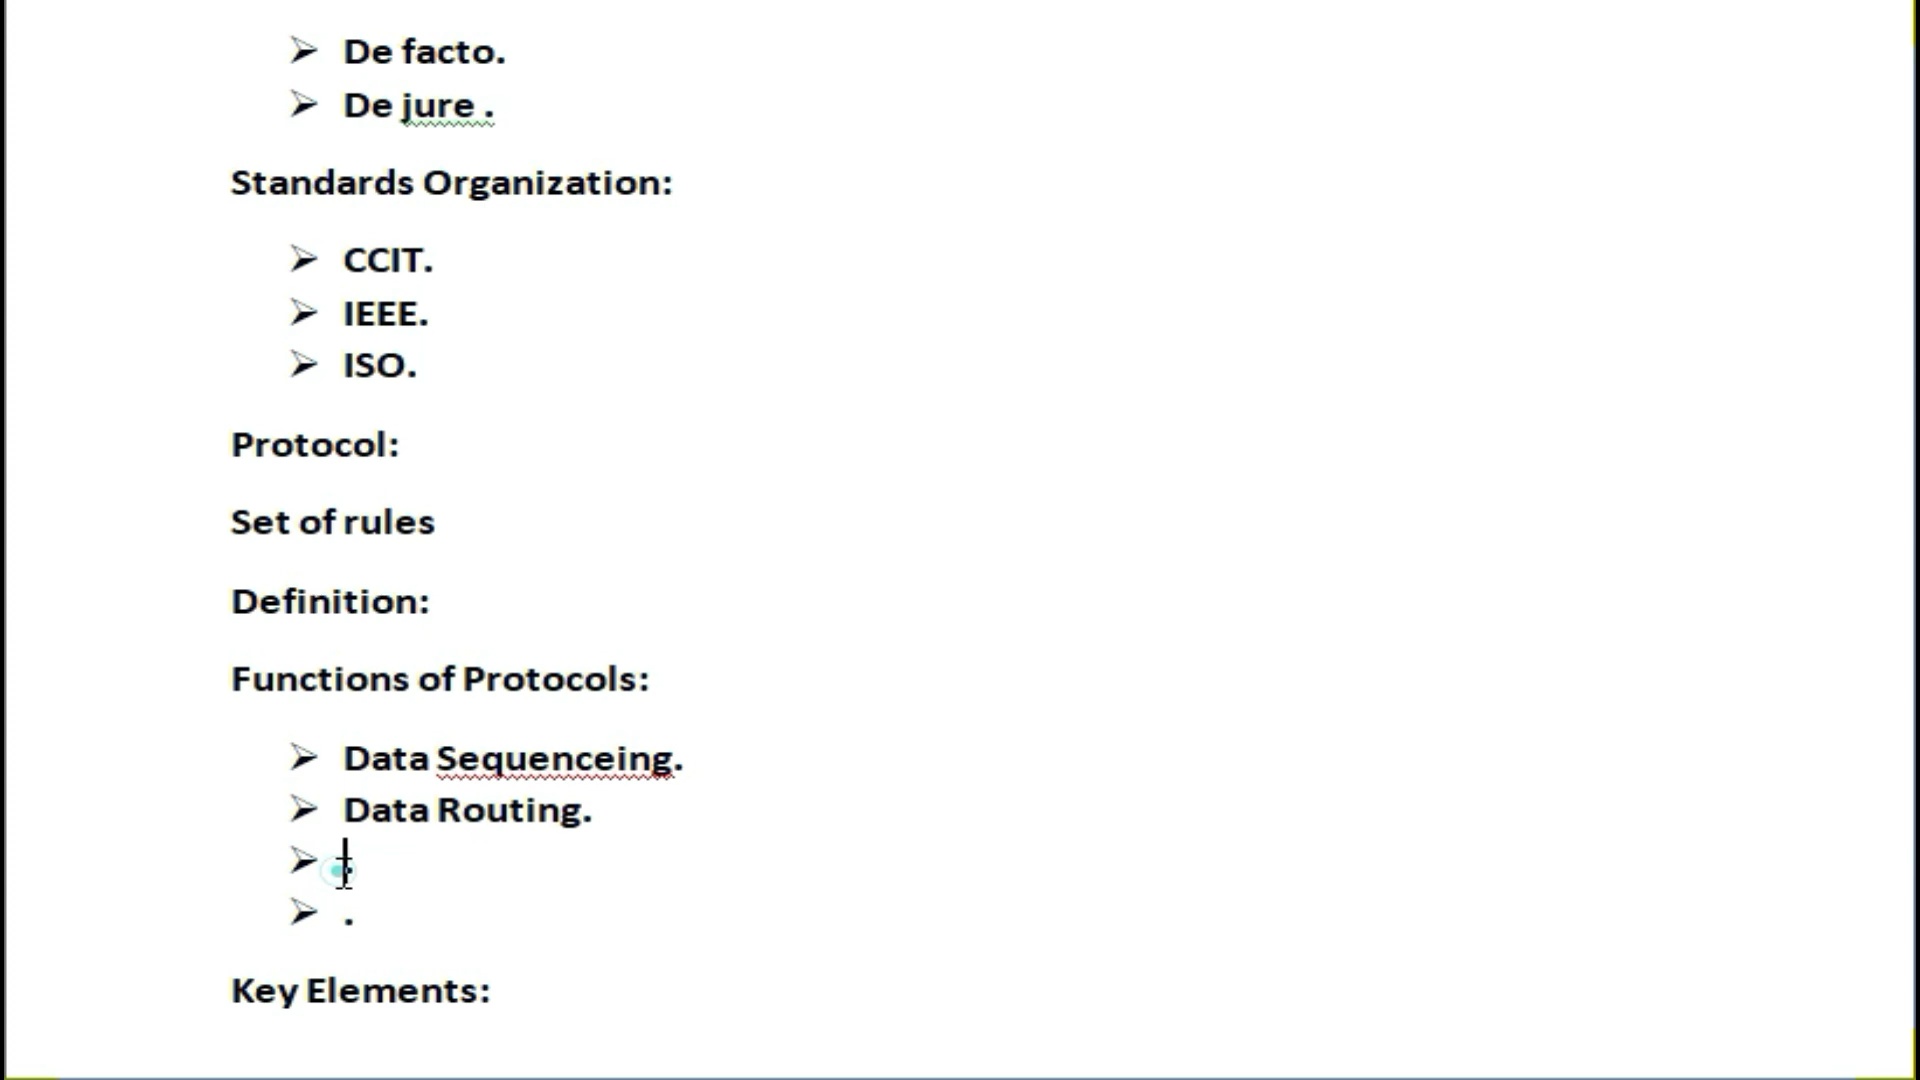 ➢ De facto.
➢ De jure .
Standards Organization:
➢ CCIT.
➢ IEEE.
➢ ISO.
Protocol:
Set of rules
Definition:
Functions of Protocols:
➢ Data Sequenceing.
➢ Data Routing.
➢ .
➢ .
Key Elements: